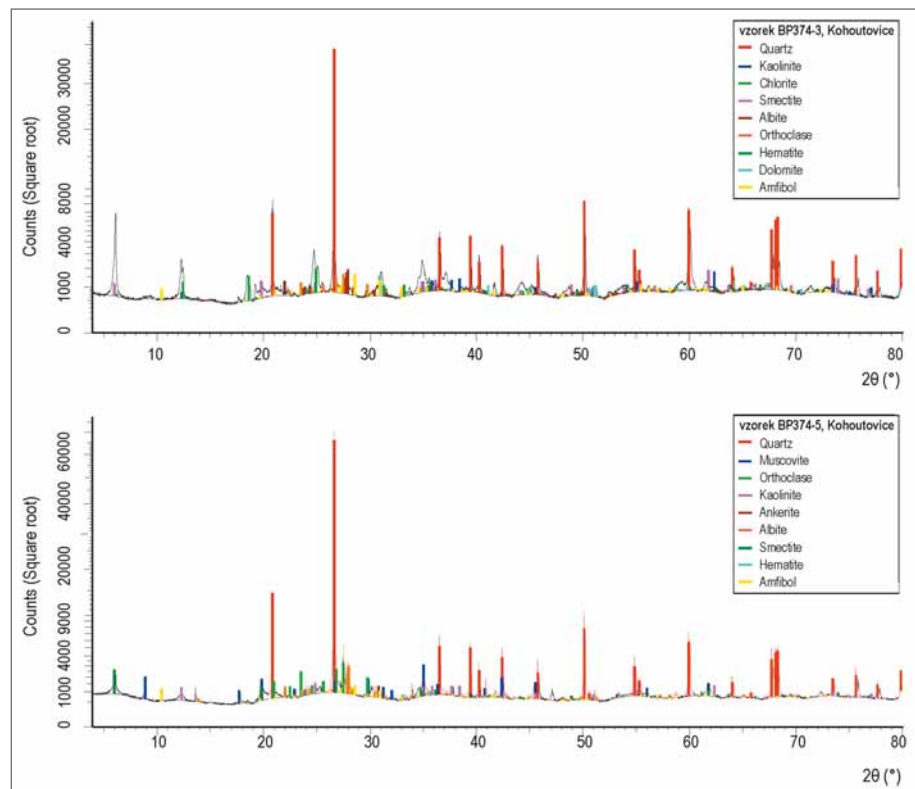 vzorek BP374-3, Kohoutovice
Quartz
Kaolinite
Chlorite
Smectite
Albite
Orthoclase
Hematite
Dolomite
Amfibol
Counts (Square root)
30000
20000
8000
4000
1000
0
10 20 30 40 50 60 70 80
2θ (°)
vzorek BP374-5, Kohoutovice
Quartz
Muscovite
Orthoclase
Kaolinite
Ankerite
Albite
Smectite
Hematite
Amfibol
Counts (Square root)
60000
40000
20000
9000
4000
1000
0
10 20 30 40 50 60 70 80
2θ (°)